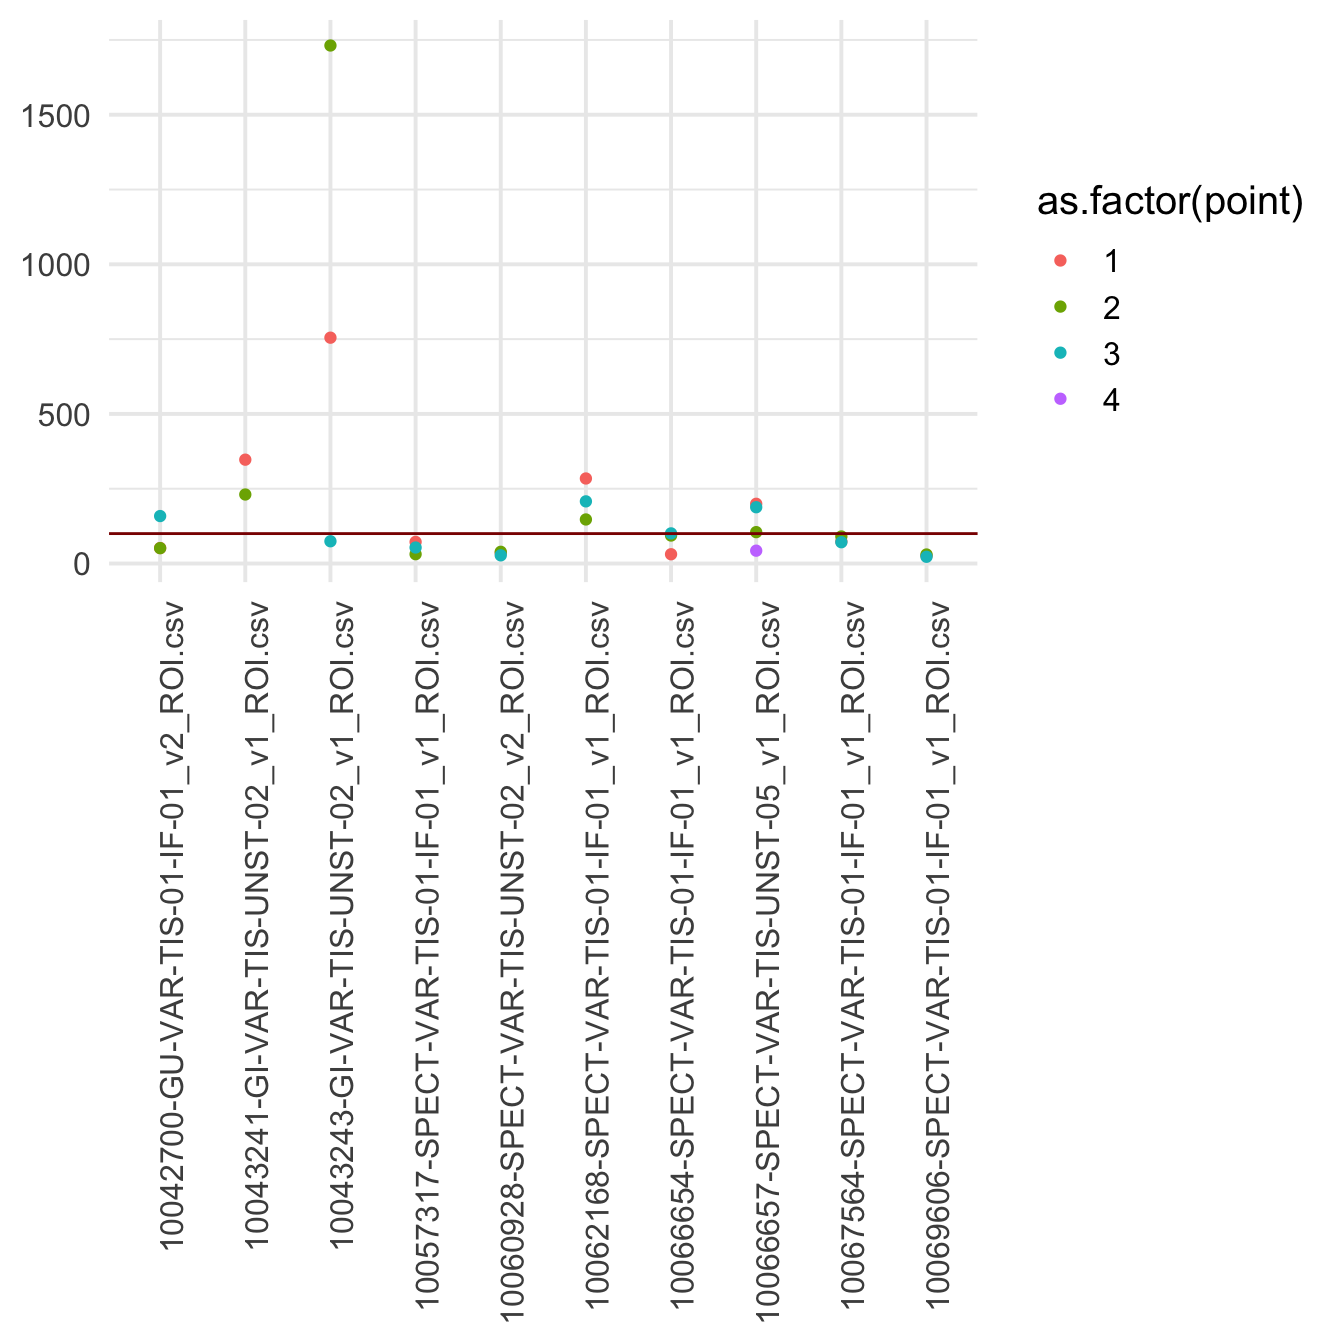 1500
1000
500
0
10042700-GU-VAR-TIS-01-IF-01_v2_ROI.csv
10043241-GI-VAR-TIS-UNST-02_v1_ROI.csv
10043243-GI-VAR-TIS-UNST-02_v1_ROI.csv
10057317-SPECT-VAR-TIS-01-IF-01_v1_ROI.csv
10060928-SPECT-VAR-TIS-UNST-02_v2_ROI.csv
10062168-SPECT-VAR-TIS-01-IF-01_v1_ROI.csv
10066654-SPECT-VAR-TIS-01-IF-01_v1_ROI.csv
10066657-SPECT-VAR-TIS-UNST-05_v1_ROI.csv
10067564-SPECT-VAR-TIS-01-IF-01_v1_ROI.csv
10069606-SPECT-VAR-TIS-01-IF-01_v1_ROI.csv
as.factor(point)
1
2
3
4